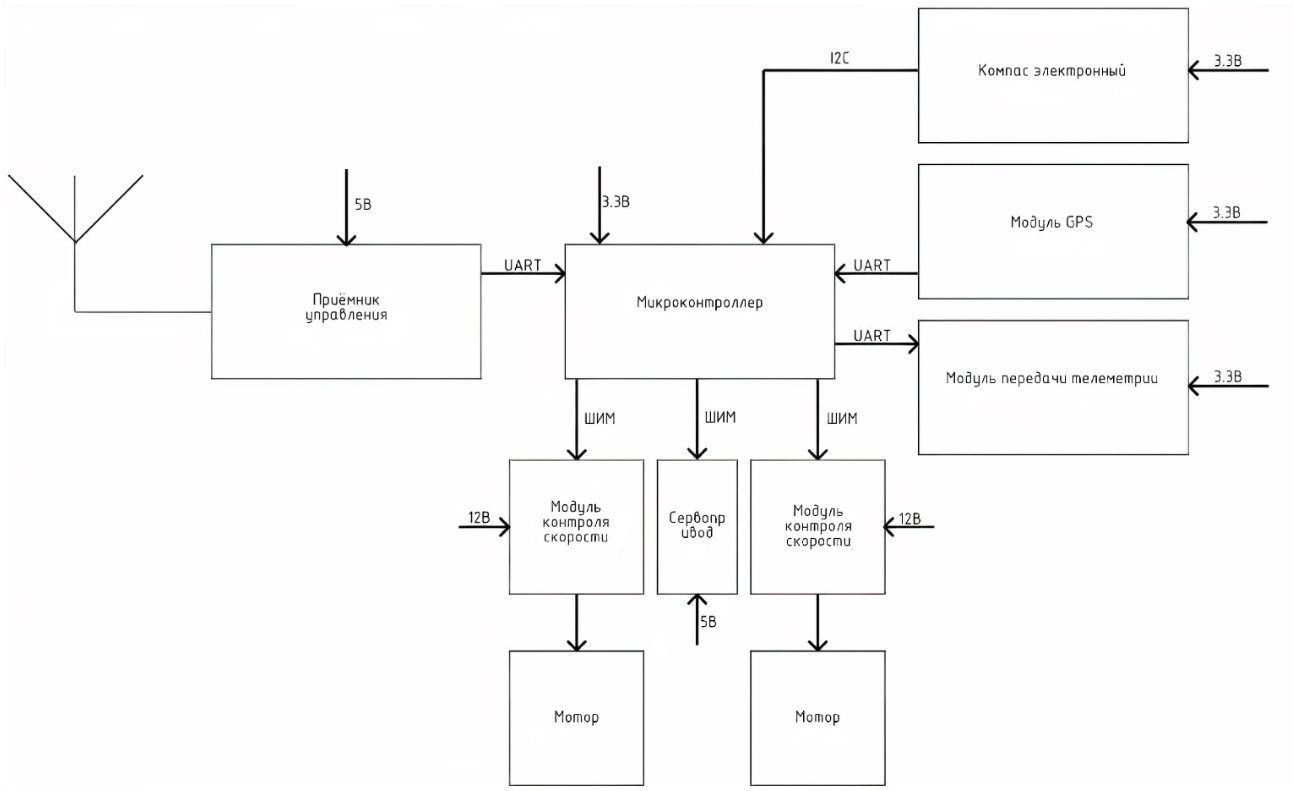 I2C
Компас электронный
3.3В
5В
3.3В
Модуль GPS
3.3В
UART
UART
Приёмник
управления
Микроконтроллер
UART
Модуль передачи телеметрии
3.3В
ШИМ
ШИМ
ШИМ
12В
Модуль
контроля
скорости
Сервопр
ивод
Модуль
контроля
скорости
12В
5В
Мотор
Мотор